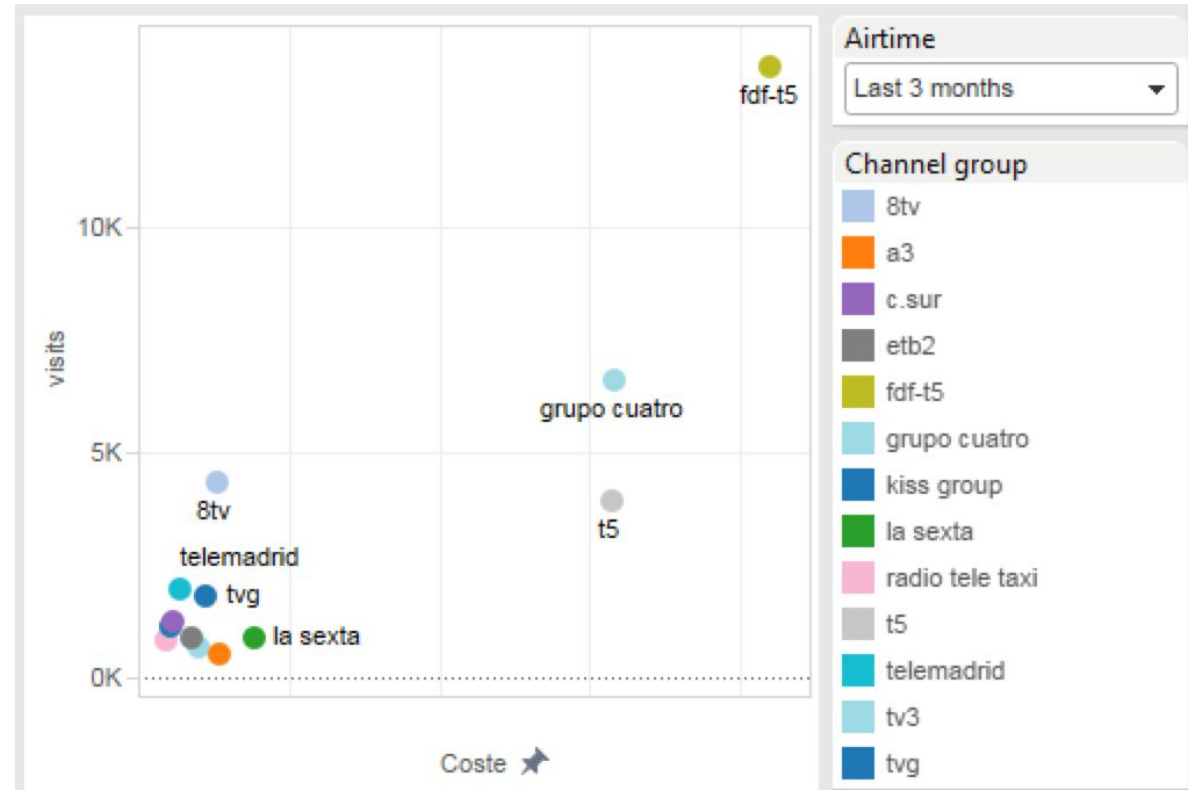 fdf-t5
10K
visits
grupo cuatro
5K
8tv
t5
telemadrid
tvg
la sexta
0K
Coste
Airtime
Last 3 months
Channel group
8tv
a3
c.sur
etb2
fdf-t5
grupo cuatro
kiss group
la sexta
radio tele taxi
t5
telemadrid
tv3
tvg